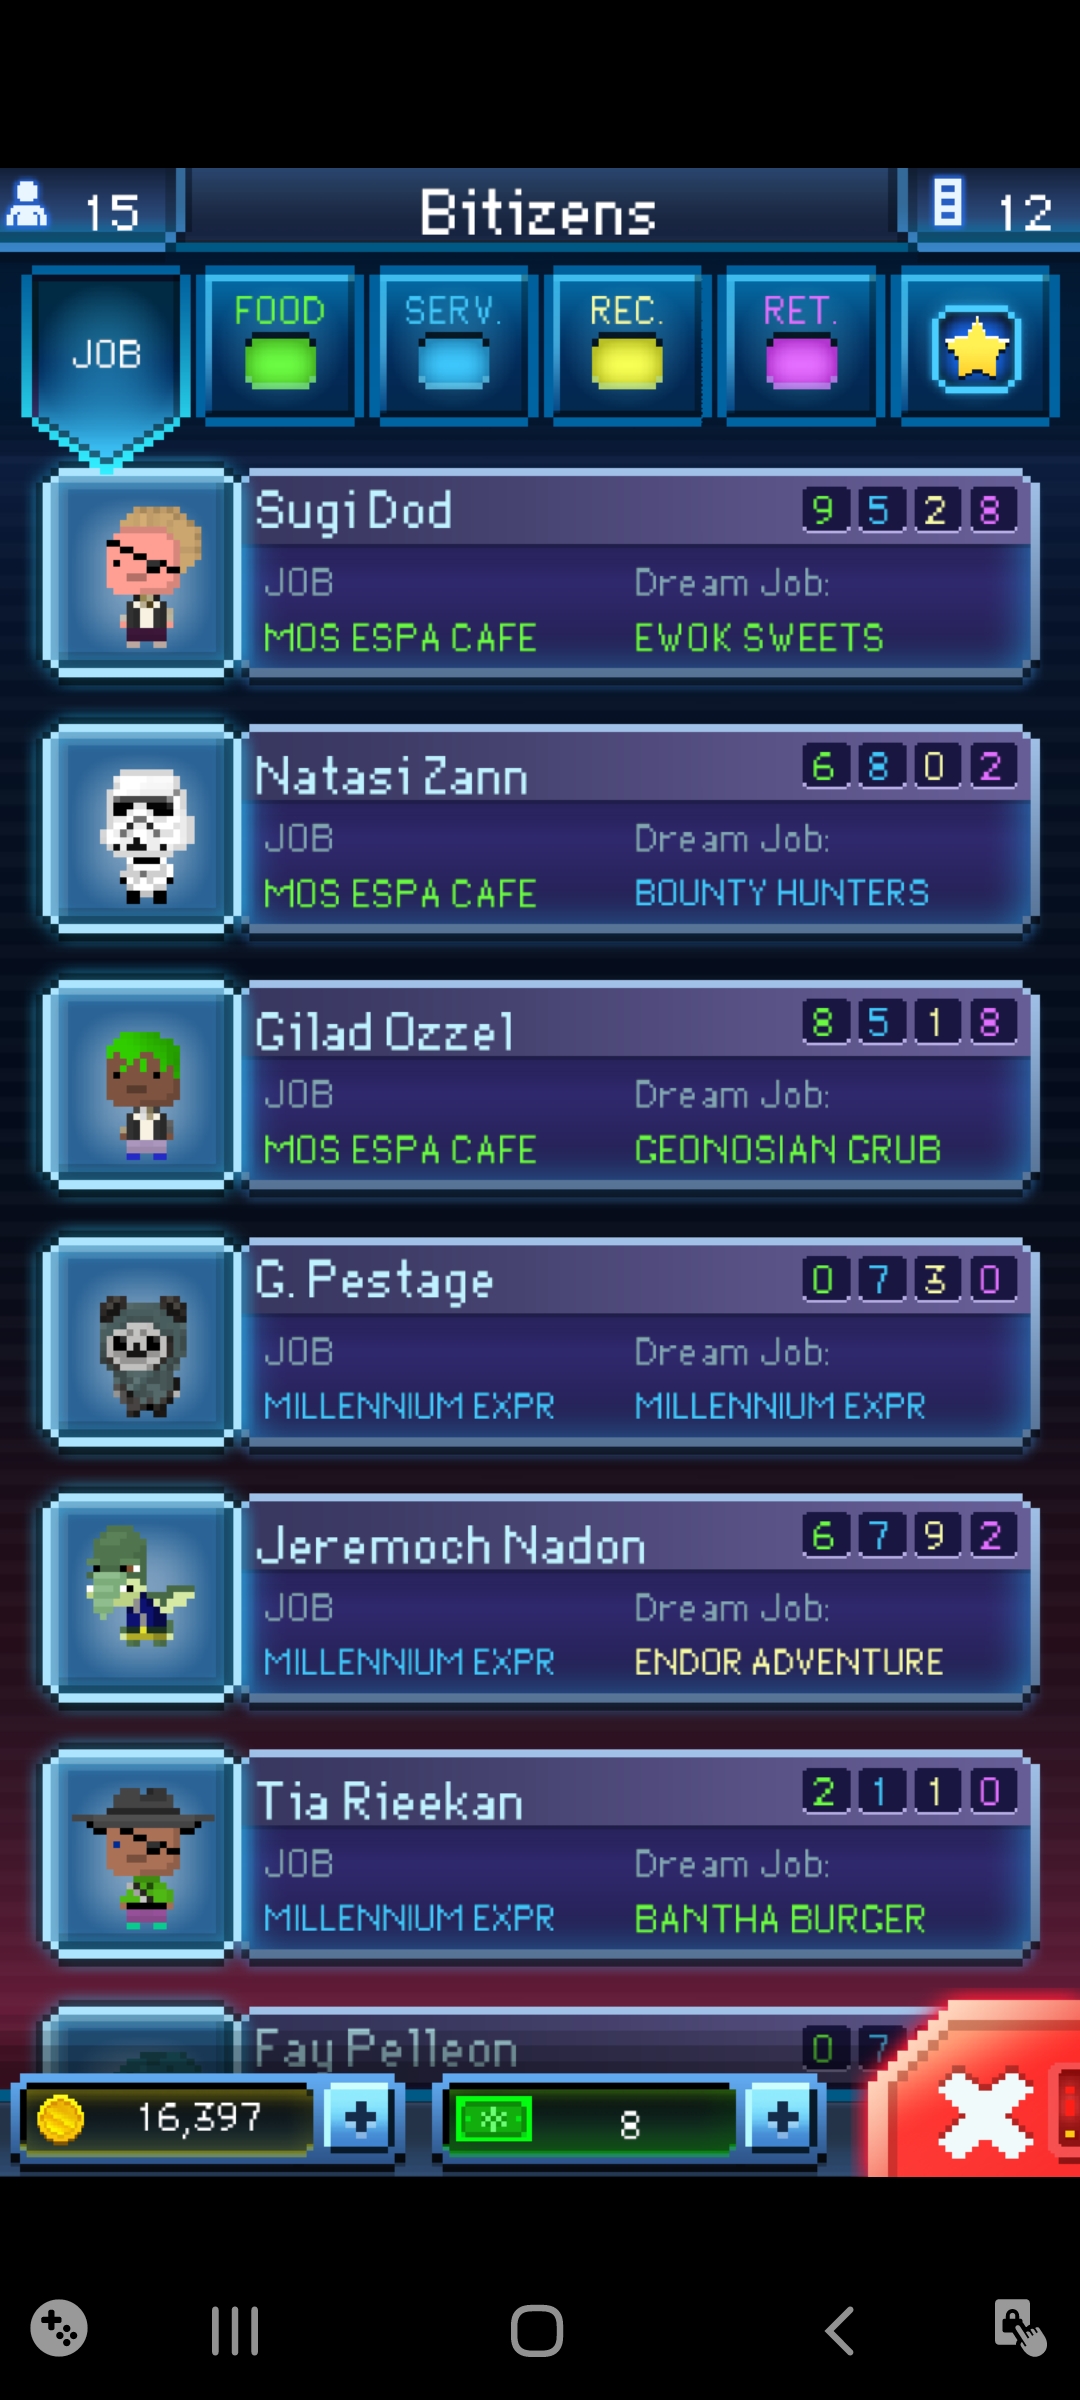 15 Bitizens 12
JOB FOOD SERV. REC. RET.
Sugi Dod 9 5 2 8
JOB Dream Job:
MOS ESPA CAFE EWOK SWEETS
Natasi Zann 6 8 0 2
JOB Dream Job:
MOS ESPA CAFE BOUNTY HUNTERS
Gilad Ozzel 8 5 1 8
JOB Dream Job:
MOS ESPA CAFE GEONOSIAN GRUB
G. Pestage 0 7 3 0
JOB Dream Job:
MILLENNIUM EXPR MILLENNIUM EXPR
Jeremoch Nadon 6 7 9 2
JOB Dream Job:
MILLENNIUM EXPR ENDOR ADVENTURE
Tia Rieekan 2 1 1 0
JOB Dream Job:
MILLENNIUM EXPR BANTHA BURGER
Fay Pelleon 0 7
16,397 8